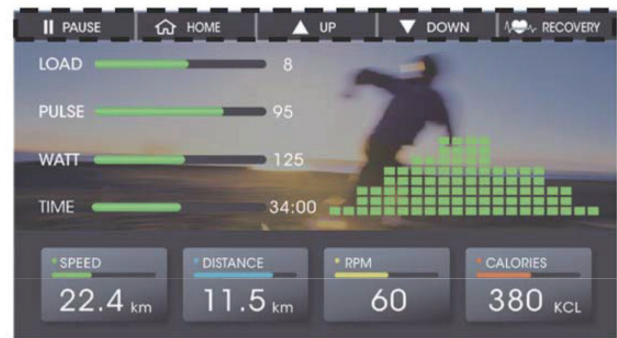 PAUSE HOME UP DOWN RECOVERY
LOAD 8
PULSE 95
WATT 125
TIME 34:00
SPEED DISTANCE RPM CALORIES
22.4 km 11.5 km 60 380 KCL